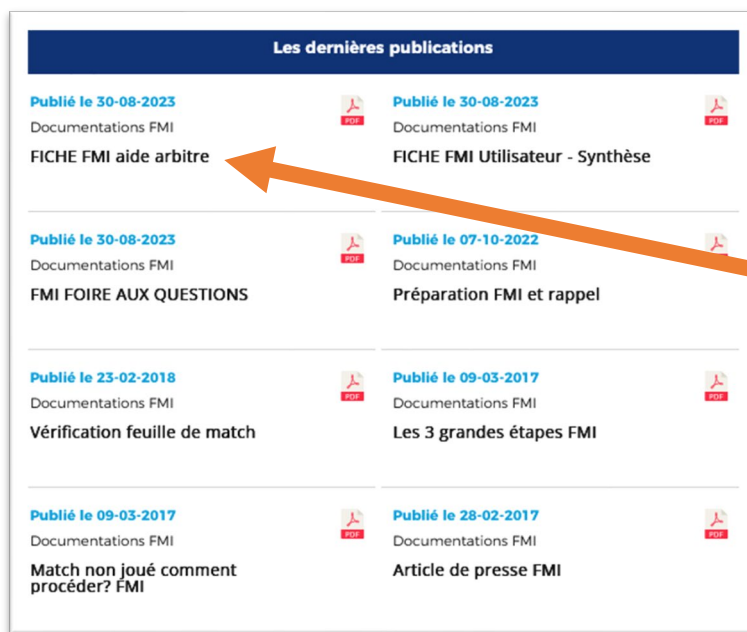 Les dernières publications
Publié le 30-08-2023
PDF
Documentations FMI
FICHE FMI aide arbitre
Publié le 30-08-2023
PDF
Documentations FMI
FICHE FMI Utilisateur - Synthèse
Publié le 30-08-2023
PDF
Documentations FMI
FMI FOIRE AUX QUESTIONS
Publié le 07-10-2022
Documentations FMI
Préparation FMI et rappel
Publié le 23-02-2018
PDF
Documentations FMI
Vérification feuille de match
Publié le 09-03-2017
PDF
Documentations FMI
Les 3 grandes étapes FMI
Publié le 09-03-2017
PDF
Documentations FMI
Match non joué comment
procéder? FMI
Publié le 28-02-2017
PDF
Documentations FMI
Article de presse FMI